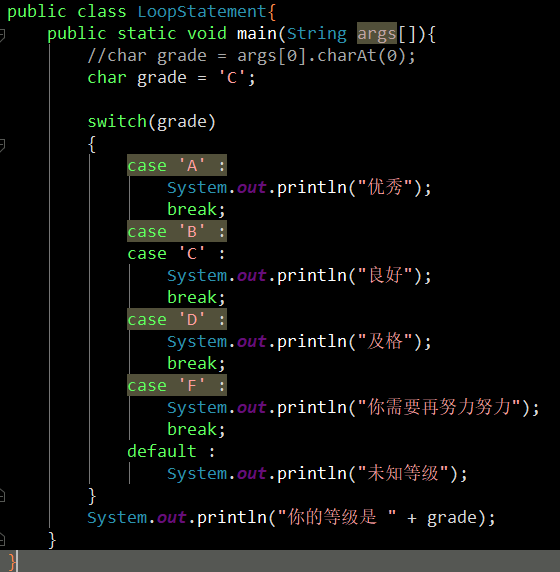 public class LoopStatement{
    public static void main(String args[]){
        //char grade = args[0].charAt(0);
        char grade = 'C';

        switch(grade)
        {
            case 'A' :
                System.out.println("优秀");
                break;
            case 'B' :
            case 'C' :
                System.out.println("良好");
                break;
            case 'D' :
                System.out.println("及格");
                break;
            case 'F' :
                System.out.println("你需要再努力努力");
                break;
            default :
                System.out.println("未知等级");
        }
        System.out.println("你的等级是 " + grade);
    }
}